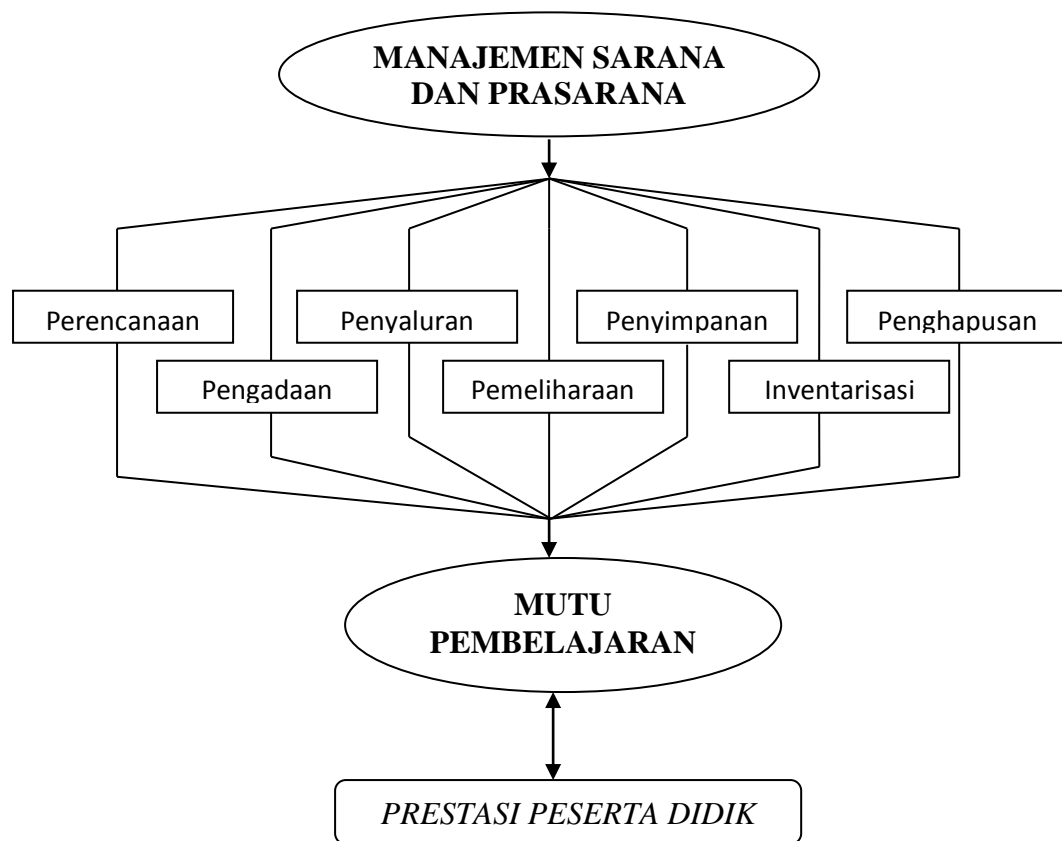 MANAJEMEN SARANA
DAN PRASARANA
Perencanaan
Penyaluran
Penyimpanan
Penghapusan
Pengadaan
Pemeliharaan
Inventarisasi
MUTU
PEMBELAJARAN
PRESTASI PESERTA DIDIK